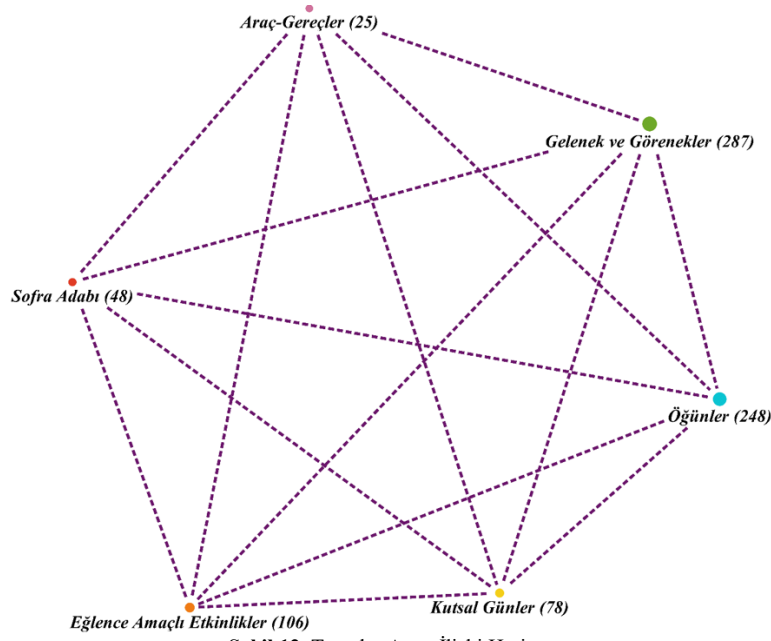 Araç-Gereçler (25)
Gelenek ve Görenekler (287)
Sofra Adabı (48)
Öğünler (248)
Kutsal Günler (78)
Eğlence Amaçlı Etkinlikler (106)